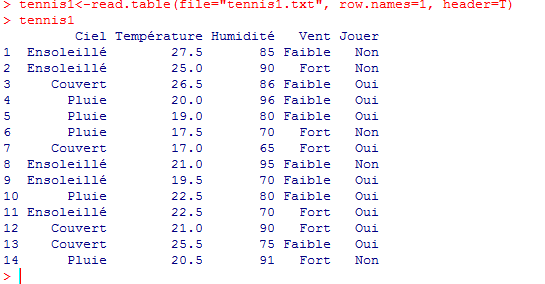 > tennis1<-read.table(file="tennis1.txt", row.names=1, header=T)
> tennis1
Ciel Température Humidité Vent Jouer
1 Ensoleillé 27.5 85 Faible Non
2 Ensoleillé 25.0 90 Fort Non
3 Couvert 26.5 86 Faible Oui
4 Pluie 20.0 96 Faible Oui
5 Pluie 19.0 80 Faible Oui
6 Pluie 17.5 70 Fort Non
7 Couvert 17.0 65 Fort Oui
8 Ensoleillé 21.0 95 Faible Non
9 Ensoleillé 19.5 70 Faible Oui
10 Pluie 22.5 80 Faible Oui
11 Ensoleillé 22.5 70 Fort Oui
12 Couvert 21.0 90 Fort Oui
13 Couvert 25.5 75 Faible Oui
14 Pluie 20.5 91 Fort Non
>